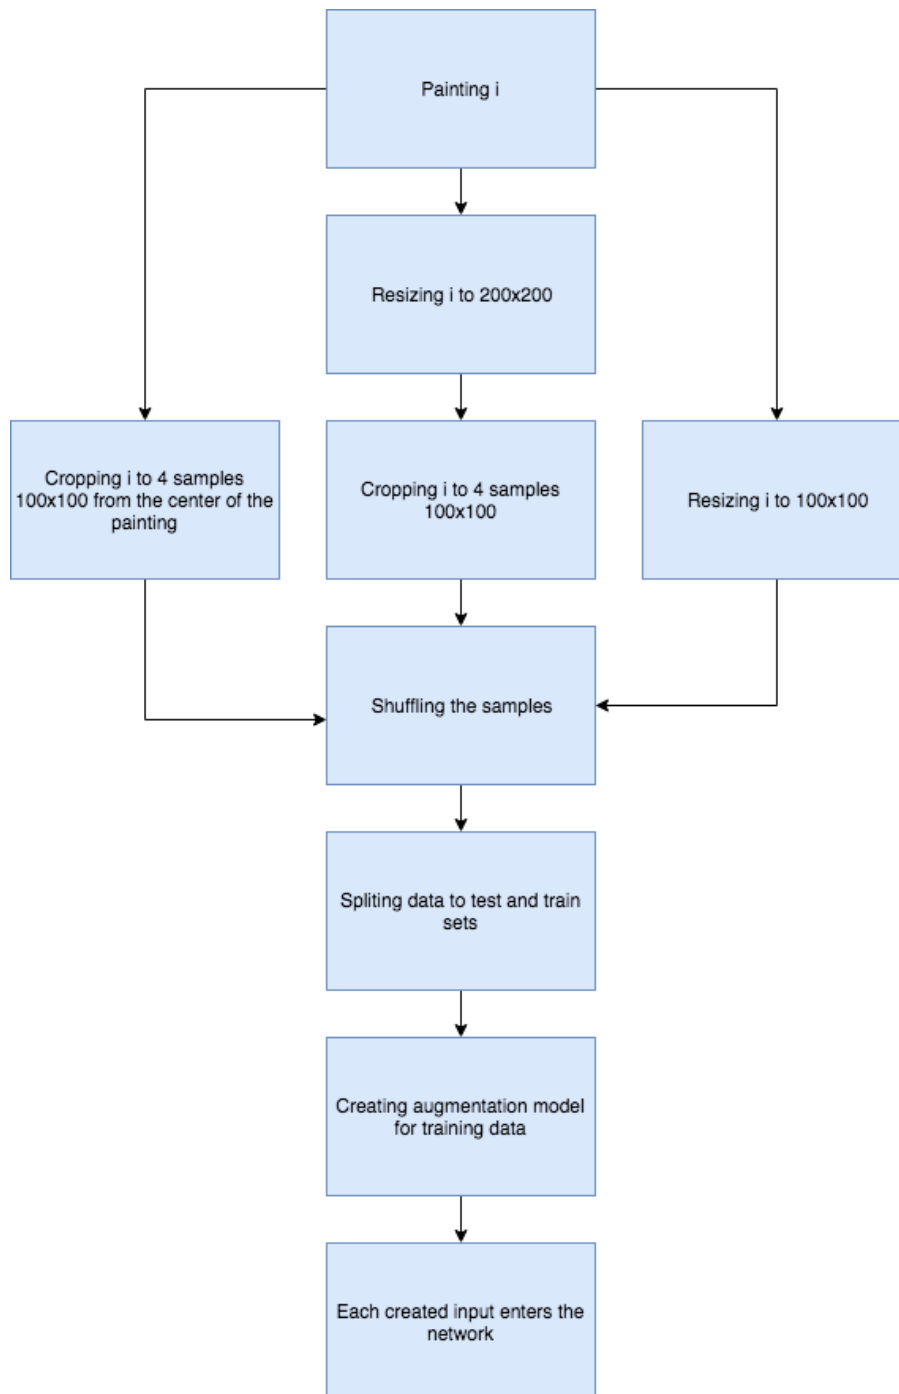 Painting i
Resizing i to 200x200
Cropping i to 4 samples
100x100 from the center of the
painting
Cropping i to 4 samples
100x100
Resizing i to 100x100
Shuffling the samples
Spliting data to test and train
sets
Creating augmentation model
for training data
Each created input enters the
network